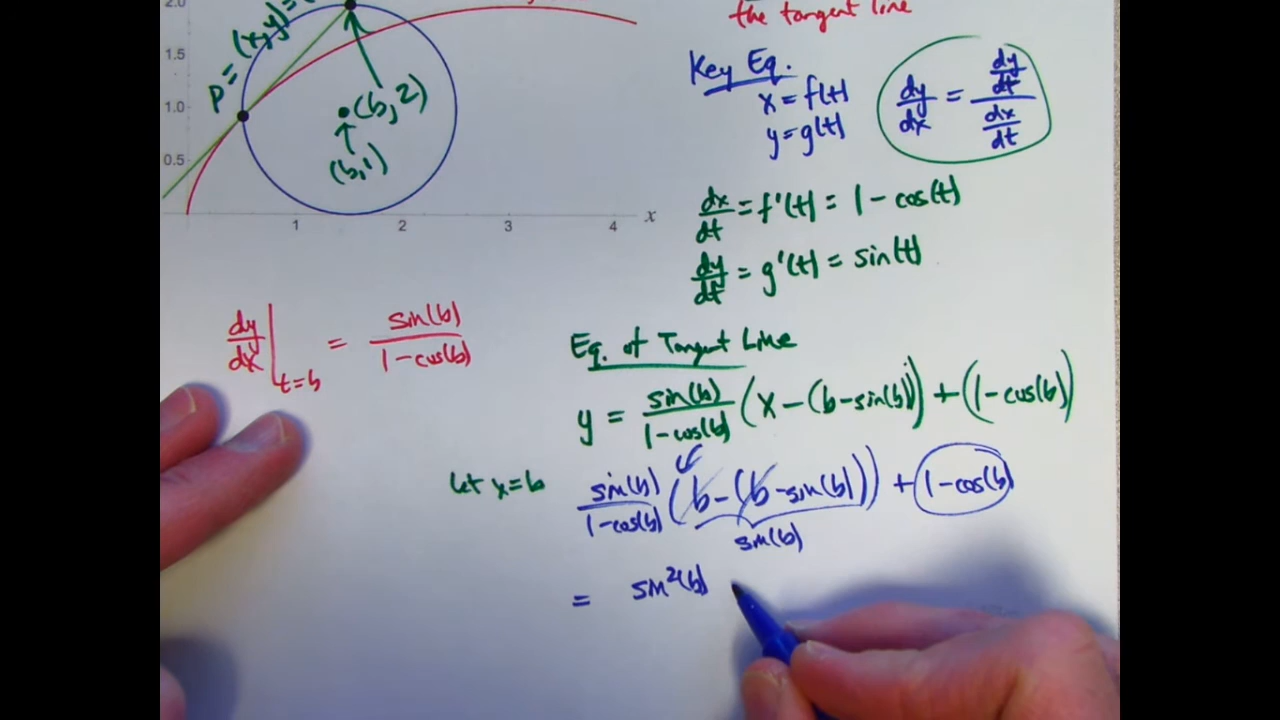 the tangent line
2.0
P = (x,y) =
1.5
1.0
0.5
(b,2)
(b,1)
1 2 3 4 x
Key Eq.
x = f(t)
y = g(t)
dy/dx = (dy/dt)/(dx/dt)
dx/dt = f'(t) = 1 - cos(t)
dy/dt = g'(t) = sin(t)
dy/dx|t=b = sin(b)/(1-cos(b))
Eq. of Tangent Line
y = sin(b)/(1-cos(b)) (x-(b-sin(b))) + (1-cos(b))
let x=b sin(b)/(1-cos(b)) (b-(b-sin(b))) + 1-cos(b)
sin(b)
= sin²(b)